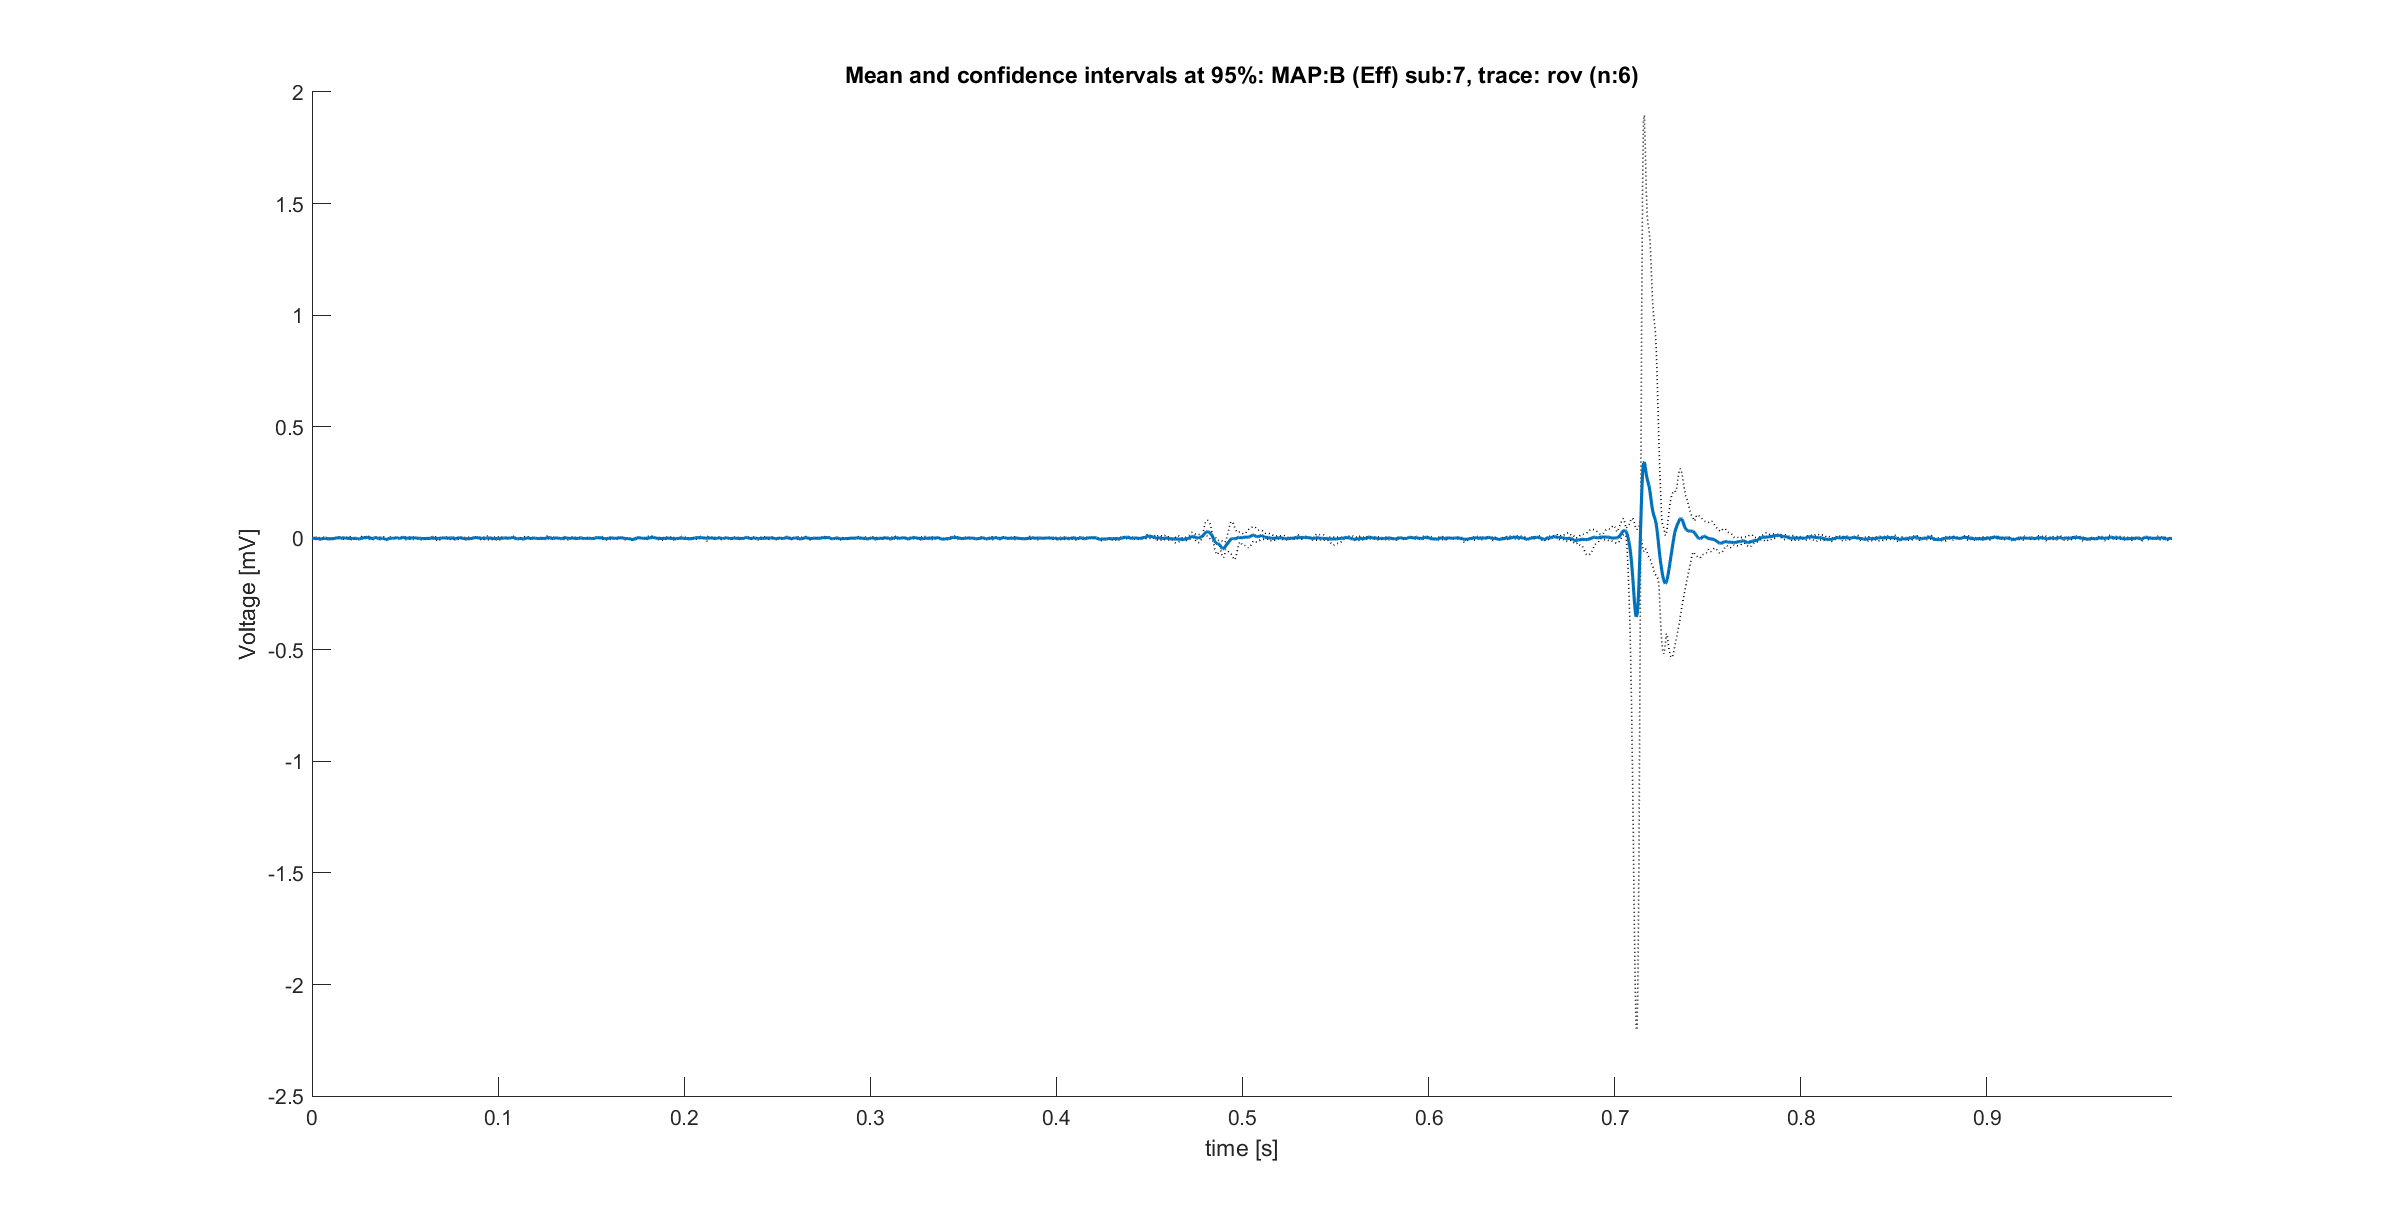 Mean and confidence intervals at 95%: MAP:B (Eff) sub:7, trace: rov (n:6)
2
1.5
1
0.5
0
-0.5
-1
-1.5
-2
-2.5
Voltage [mV]
0 0.1 0.2 0.3 0.4 0.5 0.6 0.7 0.8 0.9
time [s]